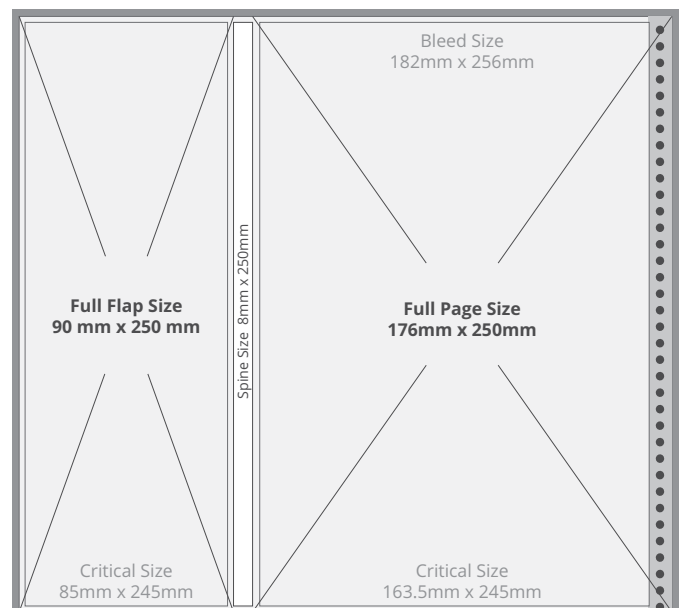 Bleed Size
182mm x 256mm
Full Flap Size
90 mm x 250 mm
Spine Size 8mm x 250mm
Full Page Size
176mm x 250mm
Critical Size
85mm x 245mm
Critical Size
163.5mm x 245mm